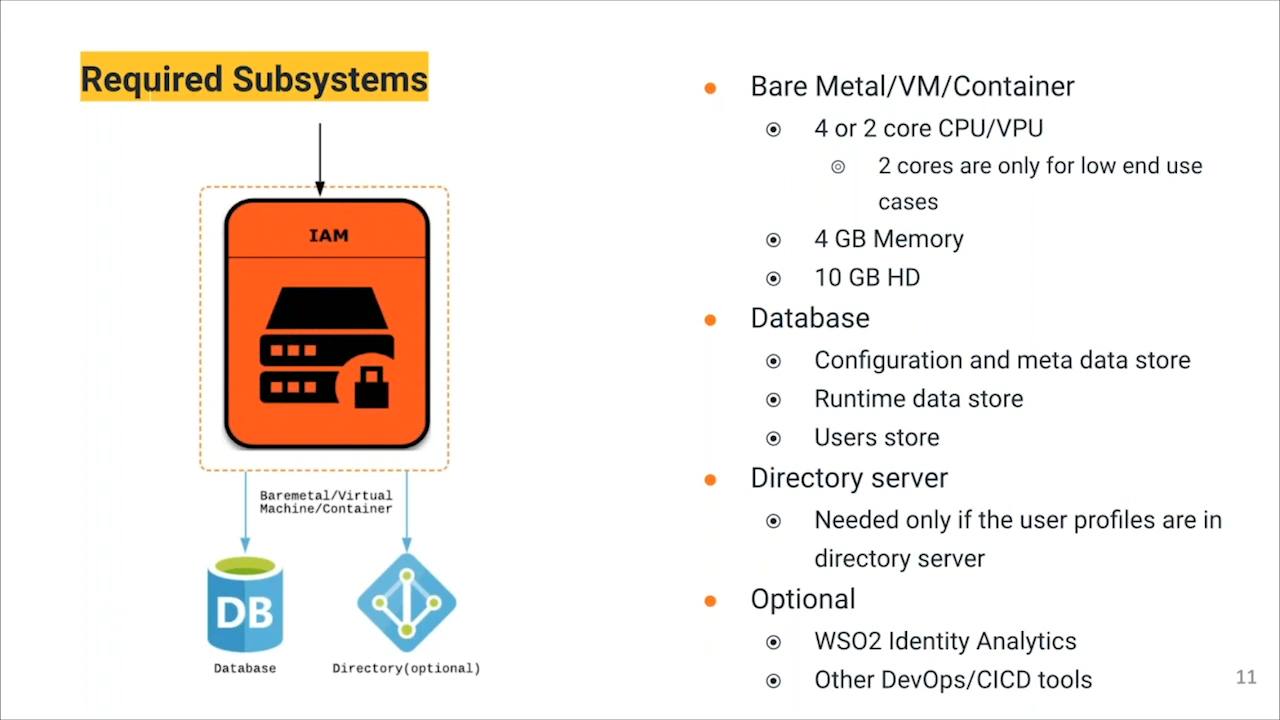 Required Subsystems
IAM
Baremetal/Virtual
Machine/Container
DB
Database
Directory(optional)
Bare Metal/VM/Container
4 or 2 core CPU/VPU
2 cores are only for low end use
cases
4 GB Memory
10 GB HD
Database
Configuration and meta data store
Runtime data store
Users store
Directory server
Needed only if the user profiles are in
directory server
Optional
WSO2 Identity Analytics
Other DevOps/CICD tools
11